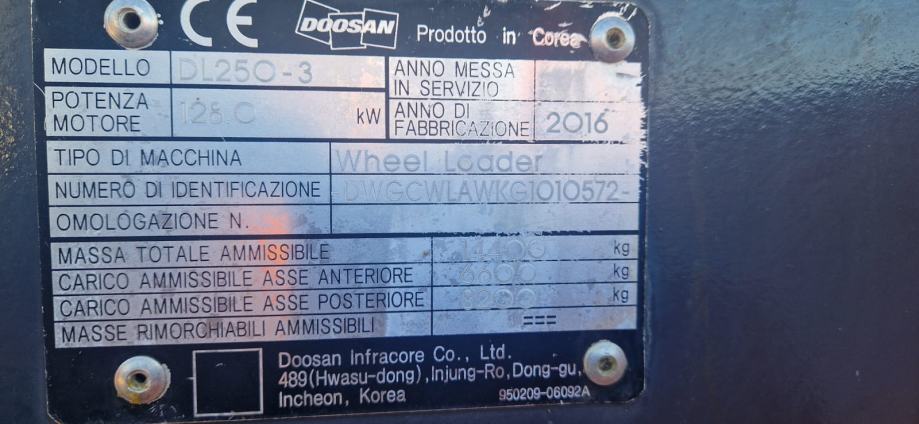 CE DOOSAN Prodotto in Corea
MODELLO DL250-3 ANNO MESSA IN SERVIZIO
POTENZA MOTORE 128.0 kW ANNO DI FABBRICAZIONE 2016
TIPO DI MACCHINA Wheel Loader
NUMERO DI IDENTIFICAZIONE -DWGCWLAWKG1010572-
OMOLOGAZIONE N.
MASSA TOTALE AMMISSIBILE kg
CARICO AMMISSIBILE ASSE ANTERIORE 6600 kg
CARICO AMMISSIBILE ASSE POSTERIORE kg
MASSE RIMORCHIABILI AMMISSIBILI ===
Doosan Infracore Co., Ltd.
489(Hwasu-dong),Injung-Ro,Dong-gu,
Incheon, Korea 950209-06092A